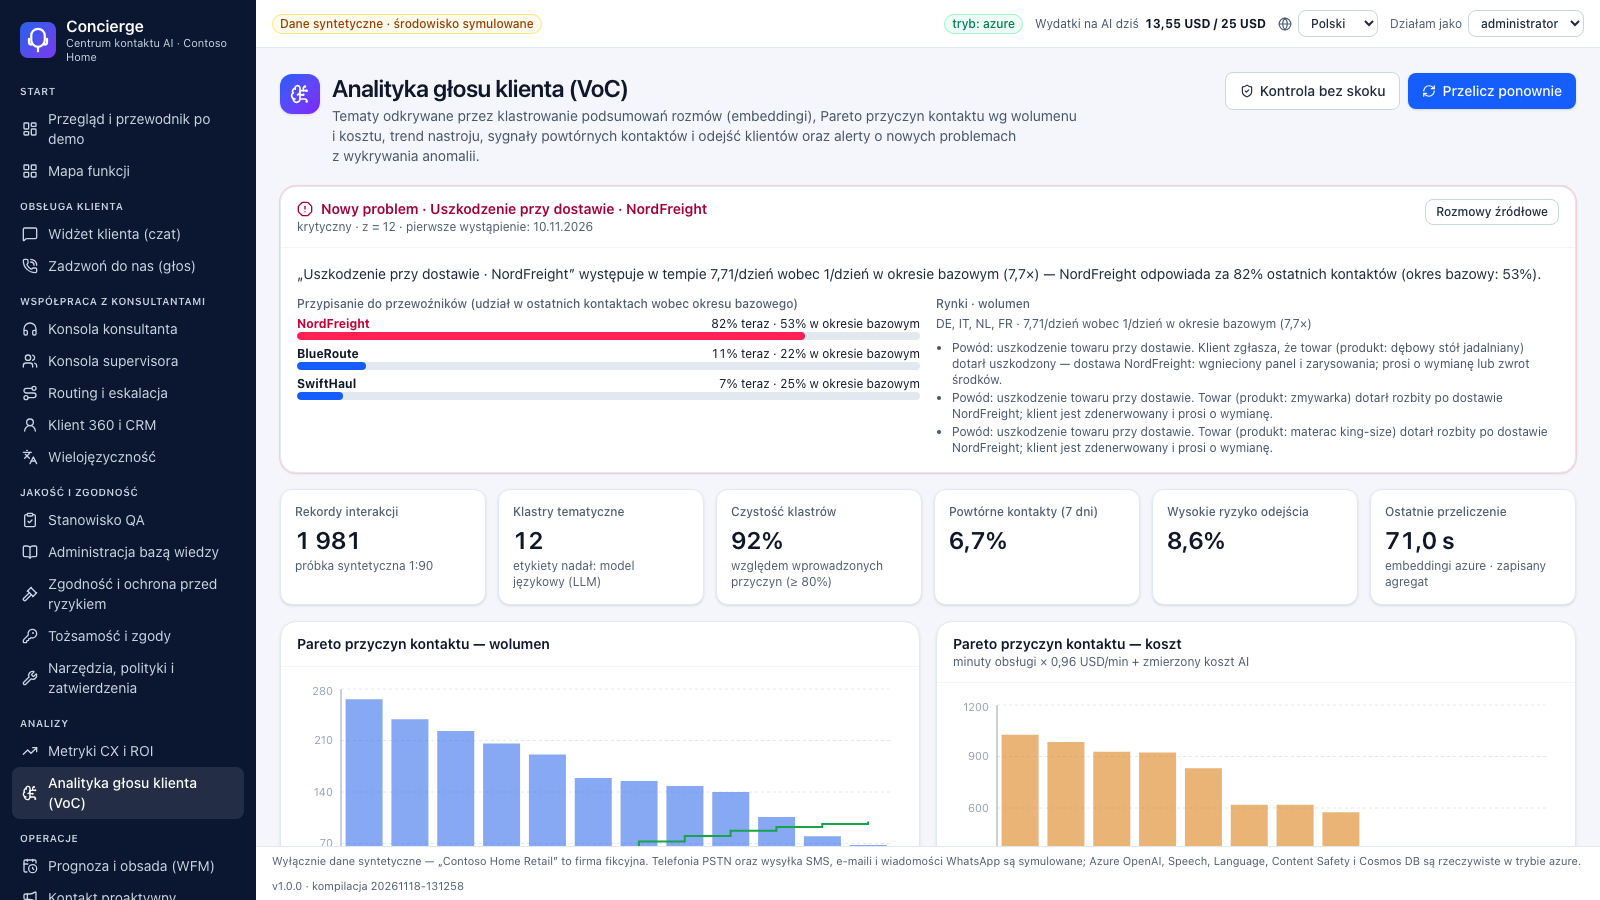 Concierge
Centrum kontaktu AI · Contoso
Home
START
Przegląd i przewodnik po
demo
Mapa funkcji
OBSŁUGA KLIENTA
Widżet klienta (czat)
Zadzwoń do nas (głos)
WSPÓŁPRACA Z KONSULTANTAMI
Konsola konsultanta
Konsola supervisora
Routing i eskalacja
Klient 360 i CRM
Wielojęzyczność
JAKOŚĆ I ZGODNOŚĆ
Stanowisko QA
Administracja bazą wiedzy
Zgodność i ochrona przed
ryzykiem
Tożsamość i zgody
Narzędzia, polityki i
zatwierdzenia
ANALIZY
Metryki CX i ROI
Analityka głosu klienta
(VoC)
OPERACJE
Prognoza i obsada (WFM)
Kontakt proaktywny
Dane syntetyczne · środowisko symulowane
tryb: azure
Wydatki na AI dziś 13,55 USD / 25 USD
Polski
Działam jako
administrator
Analityka głosu klienta (VoC)
Tematy odkrywane przez klastrowanie podsumowań rozmów (embeddingi), Pareto przyczyn kontaktu wg wolumenu
i kosztu, trend nastroju, sygnały powtórnych kontaktów i odejść klientów oraz alerty o nowych problemach
z wykrywania anomalii.
Kontrola bez skoku
Przelicz ponownie
Nowy problem · Uszkodzenie przy dostawie · NordFreight
krytyczny · z = 12 · pierwsze wystąpienie: 10.11.2026
Rozmowy źródłowe
„Uszkodzenie przy dostawie · NordFreight” występuje w tempie 7,71/dzień wobec 1/dzień w okresie bazowym (7,7×) — NordFreight odpowiada za 82% ostatnich kontaktów (okres bazowy: 53%).
Przypisanie do przewoźników (udział w ostatnich kontaktach wobec okresu bazowego)
NordFreight 82% teraz · 53% w okresie bazowym
BlueRoute 11% teraz · 22% w okresie bazowym
SwiftHaul 7% teraz · 25% w okresie bazowym
Rynki · wolumen
DE, IT, NL, FR · 7,71/dzień wobec 1/dzień w okresie bazowym (7,7×)
• Powód: uszkodzenie towaru przy dostawie. Klient zgłasza, że towar (produkt: dębowy stół jadalniany)
dotarł uszkodzony — dostawa NordFreight: wgnieciony panel i zarysowania; prosi o wymianę lub zwrot
środków.
• Powód: uszkodzenie towaru przy dostawie. Towar (produkt: zmywarka) dotarł rozbity po dostawie
NordFreight; klient jest zdenerwowany i prosi o wymianę.
• Powód: uszkodzenie towaru przy dostawie. Towar (produkt: materac king-size) dotarł rozbity po dostawie
NordFreight; klient jest zdenerwowany i prosi o wymianę.
Rekordy interakcji
1 981
próbka syntetyczna 1:90
Klastry tematyczne
12
etykiety nadał: model
językowy (LLM)
Czystość klastrów
92%
względem wprowadzonych
przyczyn (≥ 80%)
Powtórne kontakty (7 dni)
6,7%
Wysokie ryzyko odejścia
8,6%
Ostatnie przeliczenie
71,0 s
embeddingi azure · zapisany
agregat
Pareto przyczyn kontaktu — wolumen
280
210
140
70
Pareto przyczyn kontaktu — koszt
minuty obsługi × 0,96 USD/min + zmierzony koszt AI
1200
900
600
Wyłącznie dane syntetyczne — „Contoso Home Retail” to firma fikcyjna. Telefonia PSTN oraz wysyłka SMS, e-maili i wiadomości WhatsApp są symulowane; Azure OpenAI, Speech, Language, Content Safety i Cosmos DB są rzeczywiste w trybie azure.
v1.0.0 · kompilacja 20261118-131258